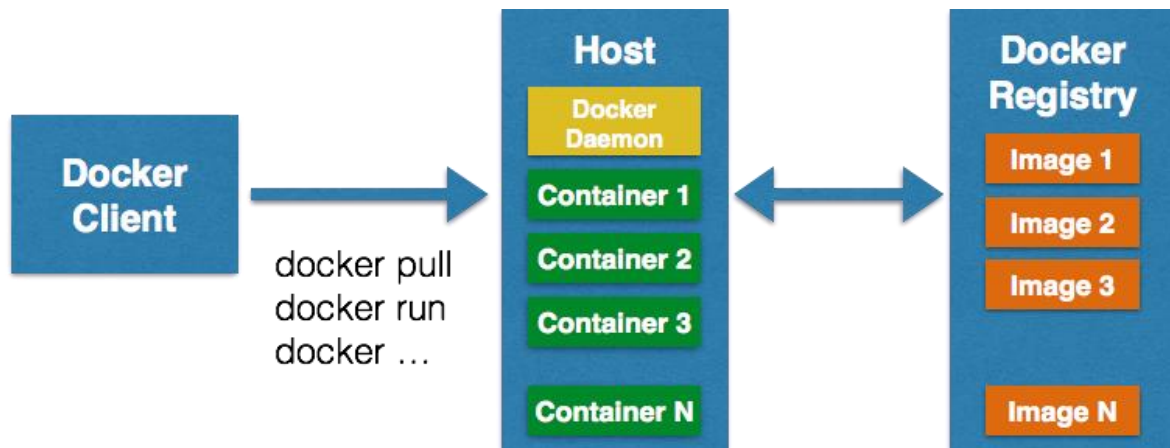 Docker
Client
docker pull
docker run
docker ...
Host
Docker
Daemon
Container 1
Container 2
Container 3
Container N
Docker
Registry
Image 1
Image 2
Image 3
Image N